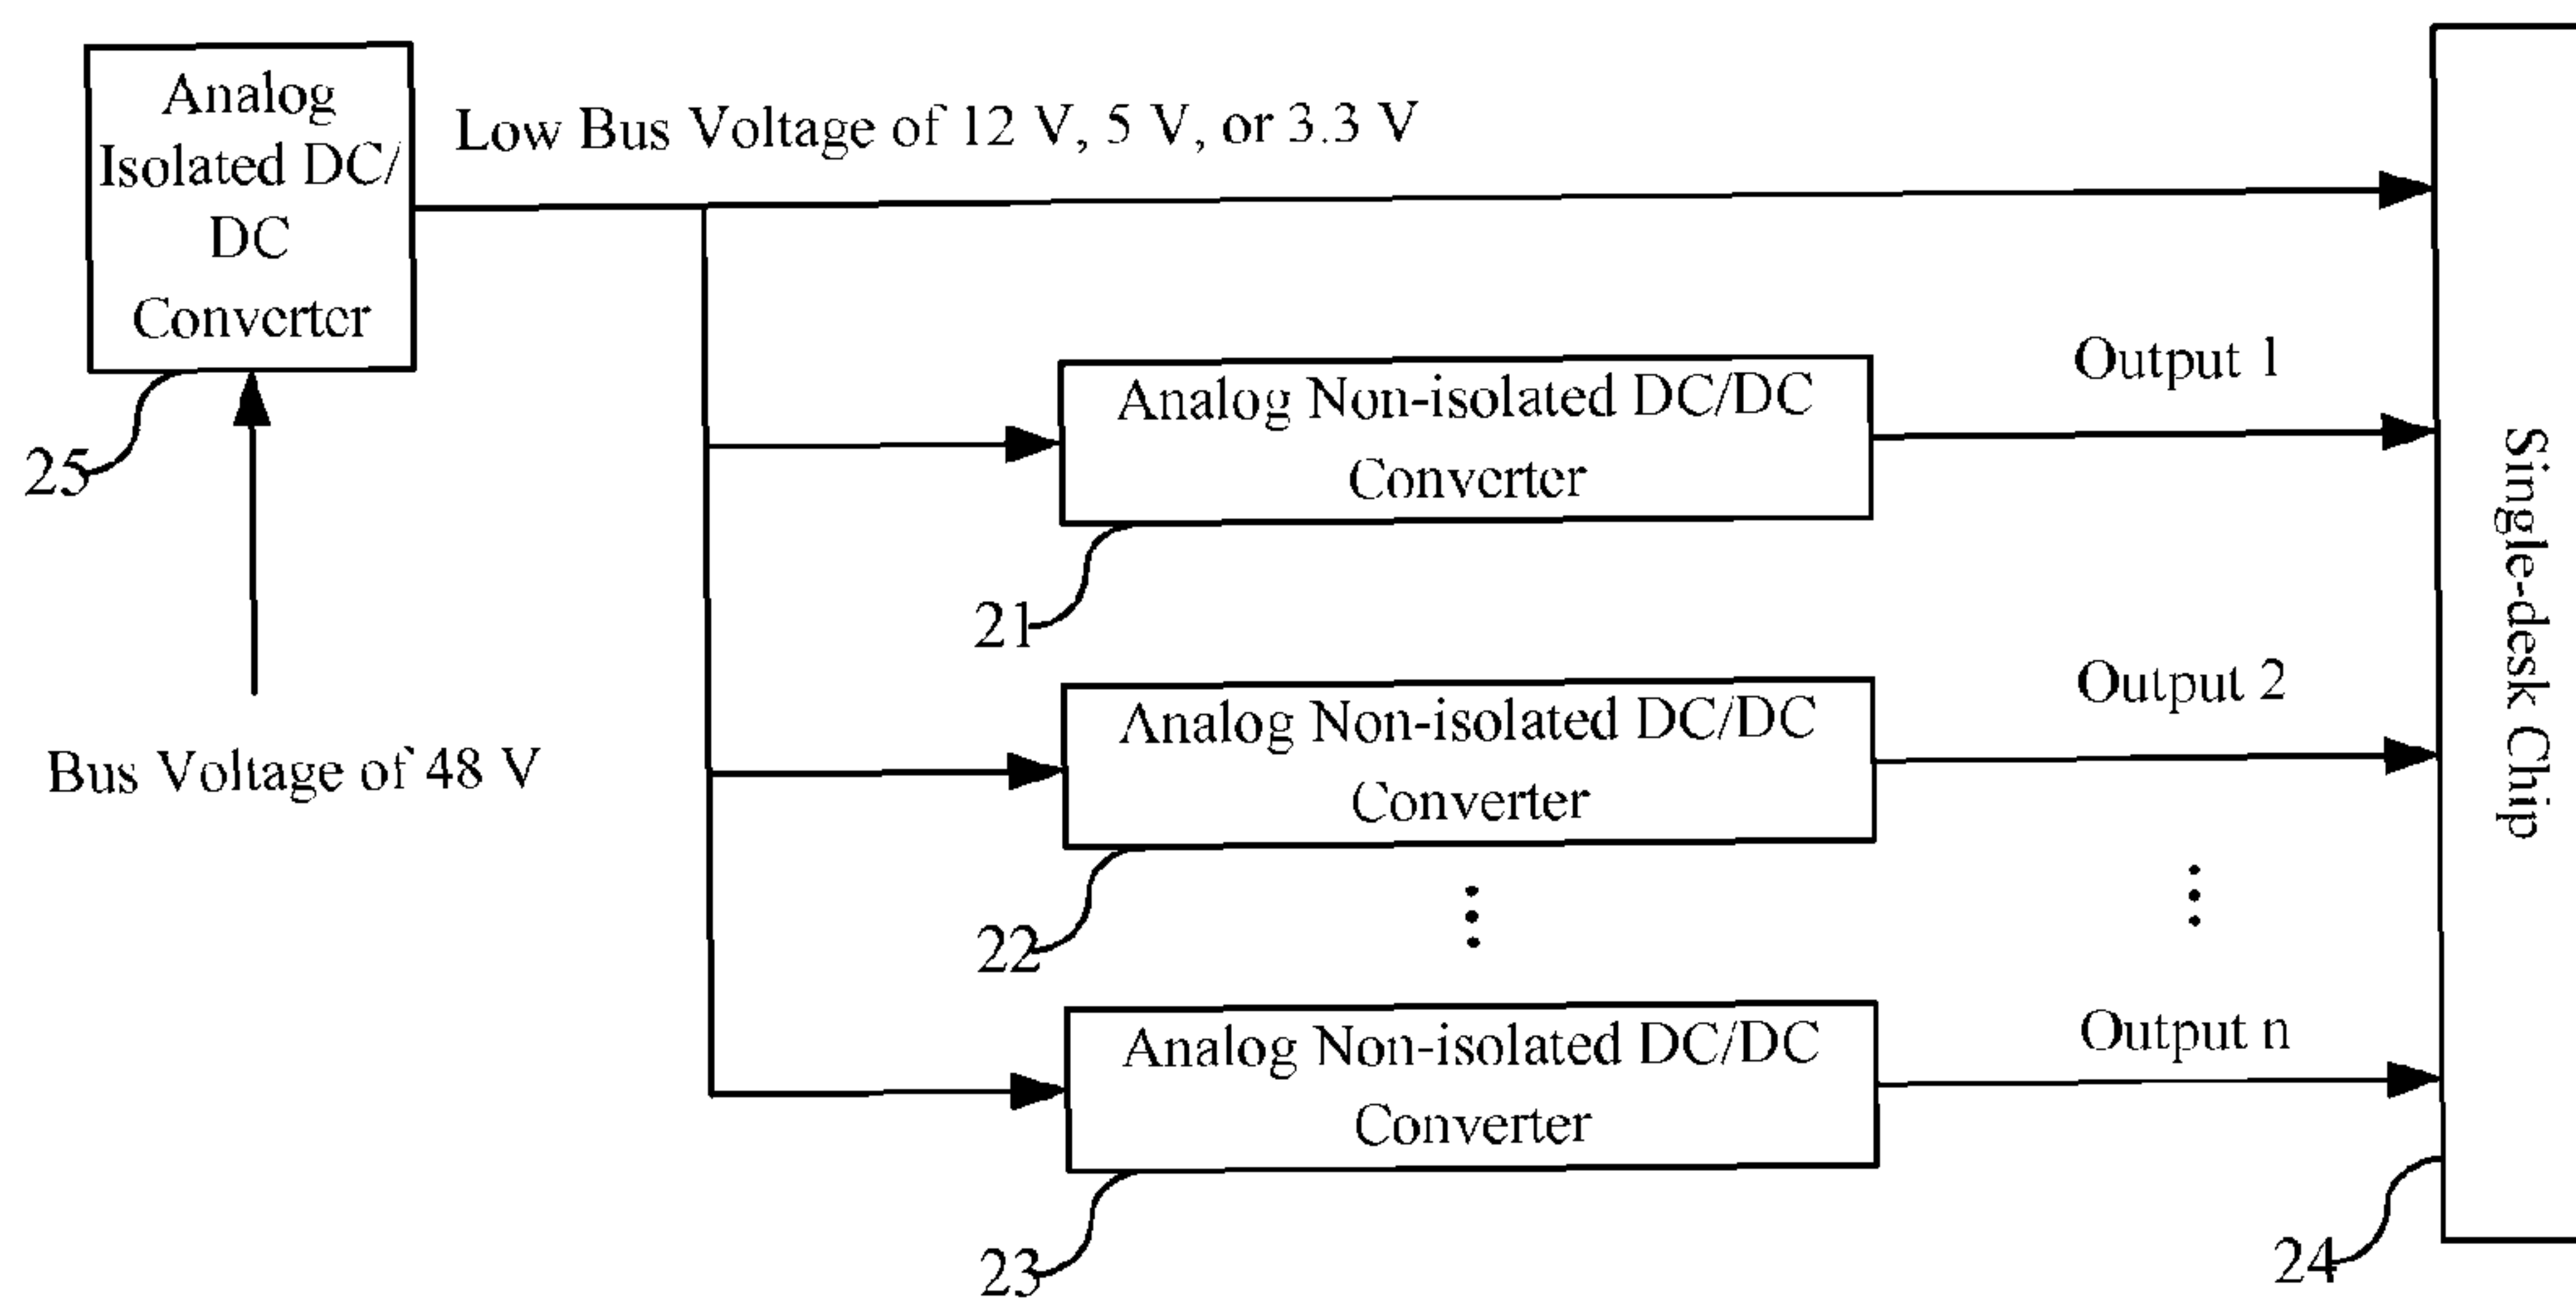 Analog
Isolated DC/
DC
Converter
Low Bus Voltage of 12 V, 5 V, or 3.3 V
25
Bus Voltage of 48 V
Analog Non-isolated DC/DC
Converter
21
Output 1
Analog Non-isolated DC/DC
Converter
22
Output 2
Analog Non-isolated DC/DC
Converter
23
Output n
Single-desk Chip
24